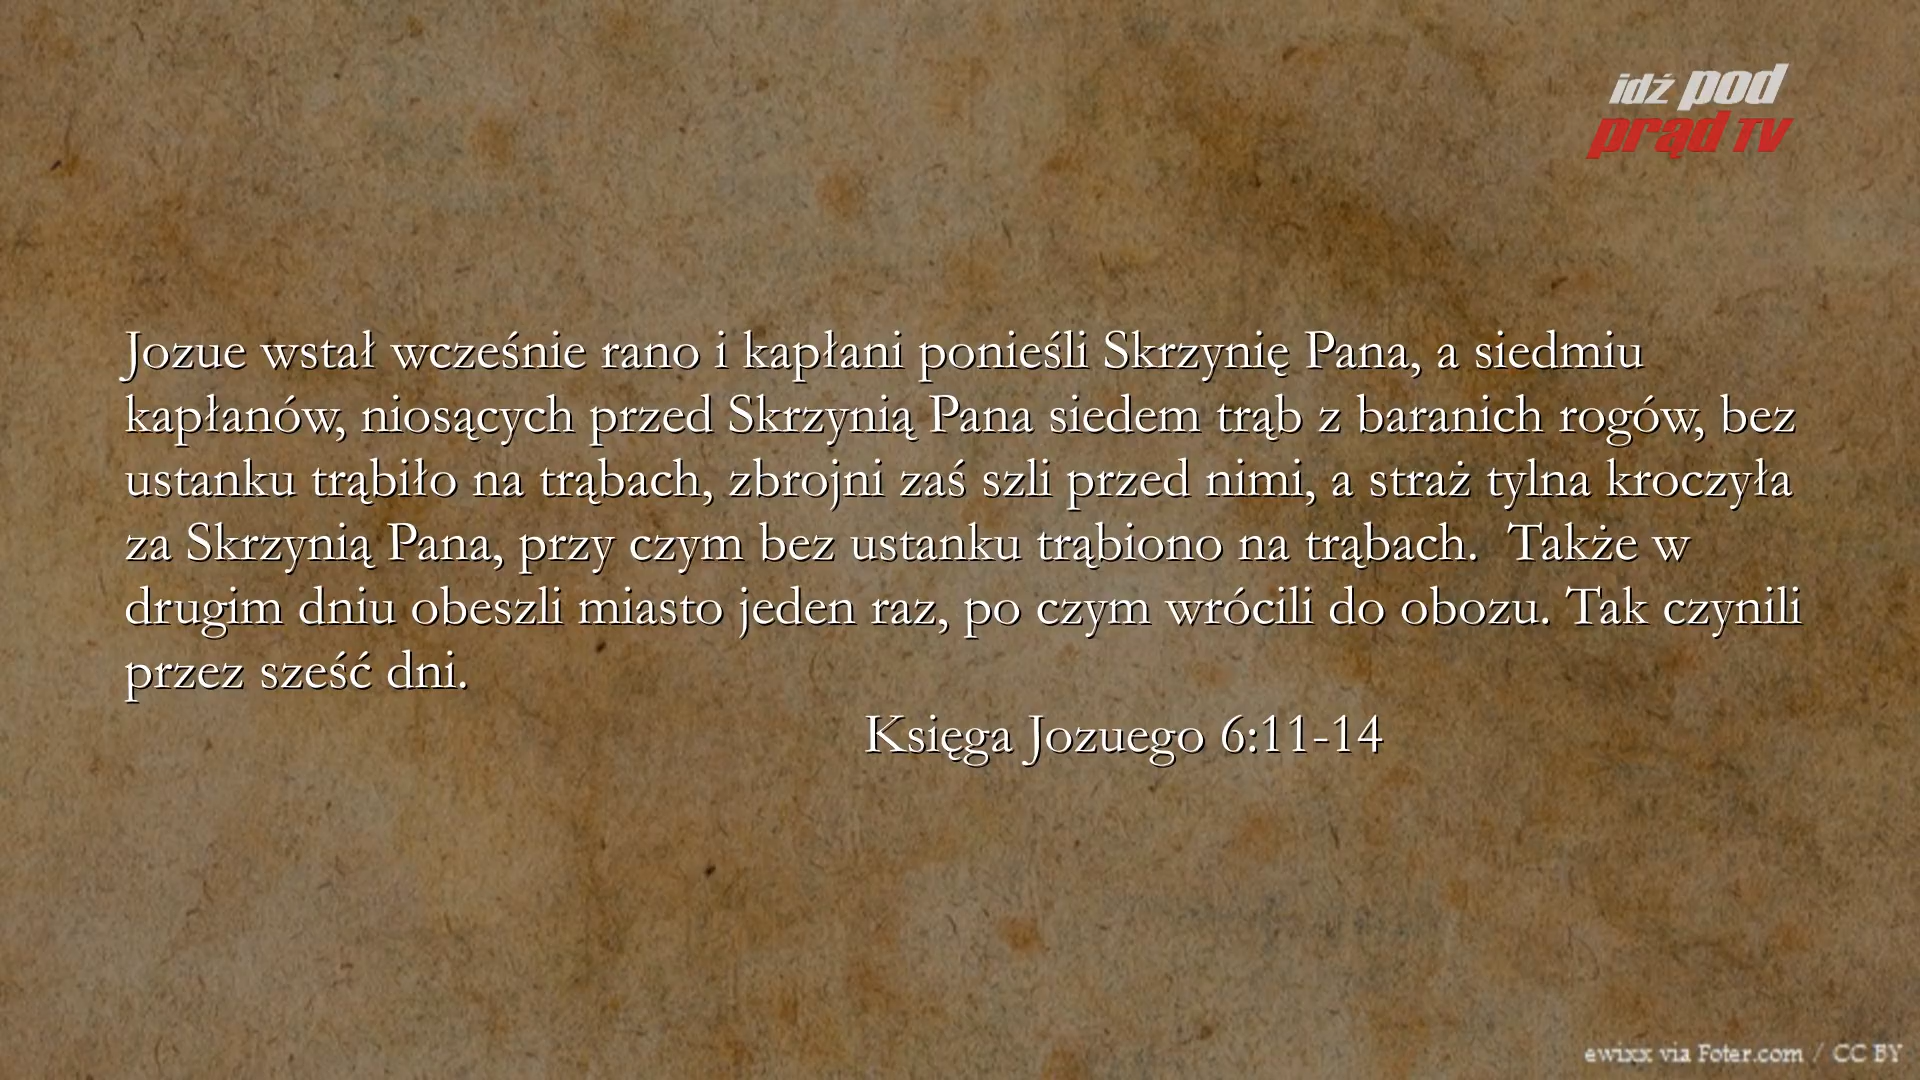 idź pod
prąd TV
Jozue wstał wcześnie rano i kapłani ponieśli Skrzynię Pana, a siedmiu
kapłanów, niosących przed Skrzynią Pana siedem trąb z baranich rogów, bez
ustanku trąbiło na trąbach, zbrojni zaś szli przed nimi, a straż tylna kroczyła
za Skrzynią Pana, przy czym bez ustanku trąbiono na trąbach.  Także w
drugim dniu obeszli miasto jeden raz, po czym wrócili do obozu. Tak czynili
przez sześć dni.
Księga Jozuego 6:11-14
ewixx via Foter.com / CC BY